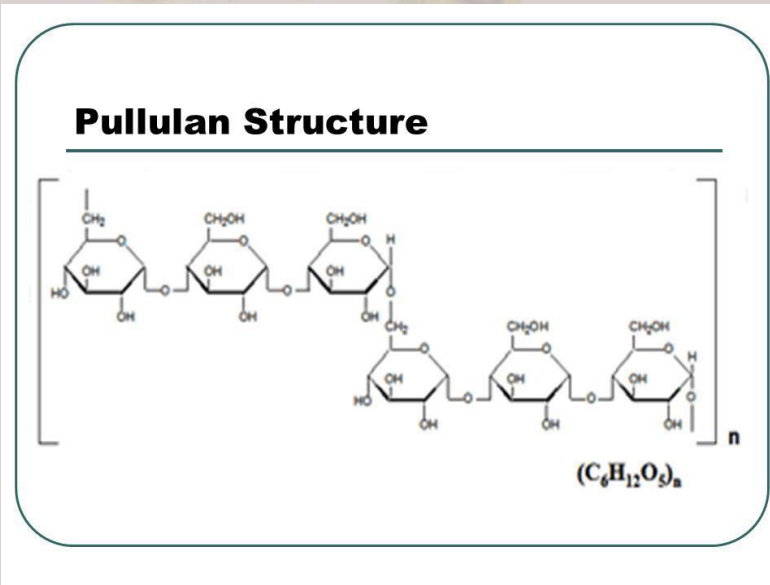 Pullulan Structure
CH₂ CH₂OH CH₂OH
O O O H
OH OH OH
HO O O O
OH OH OH CH₂
CH₂OH CH₂OH
O O O H
OH OH OH
HO O O O
OH OH OH
n
(C₆H₁₂O₅)ₙ